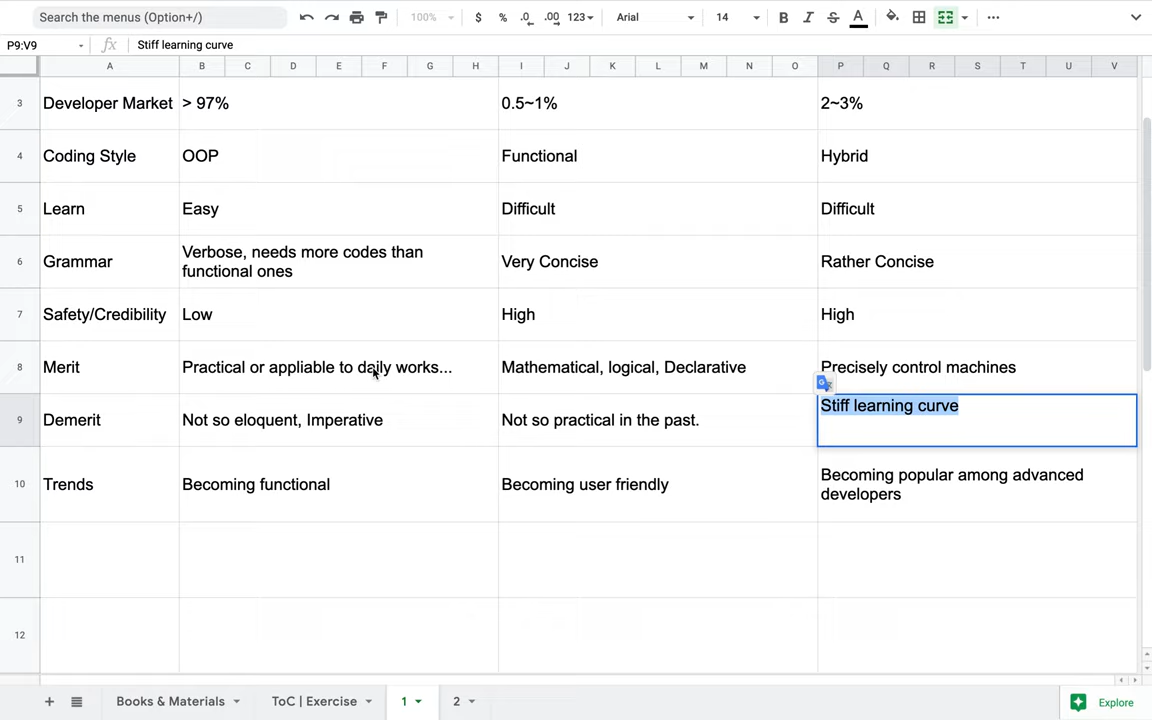 Search the menus (Option+/)
100%
$ % .0 .00 123
Arial
14
B I S A
P9:V9
fx
Stiff learning curve
A B C D E F G H I J K L M N O P Q R S T U V
3 Developer Market > 97% 0.5~1% 2~3%
4 Coding Style OOP Functional Hybrid
5 Learn Easy Difficult Difficult
6 Grammar Verbose, needs more codes than
functional ones
Very Concise Rather Concise
7 Safety/Credibility Low High High
8 Merit Practical or appliable to daily works... Mathematical, logical, Declarative Precisely control machines
9 Demerit Not so eloquent, Imperative Not so practical in the past. Stiff learning curve
10 Trends Becoming functional Becoming user friendly Becoming popular among advanced
developers
11
12
Books & Materials ToC | Exercise 1 2
Explore